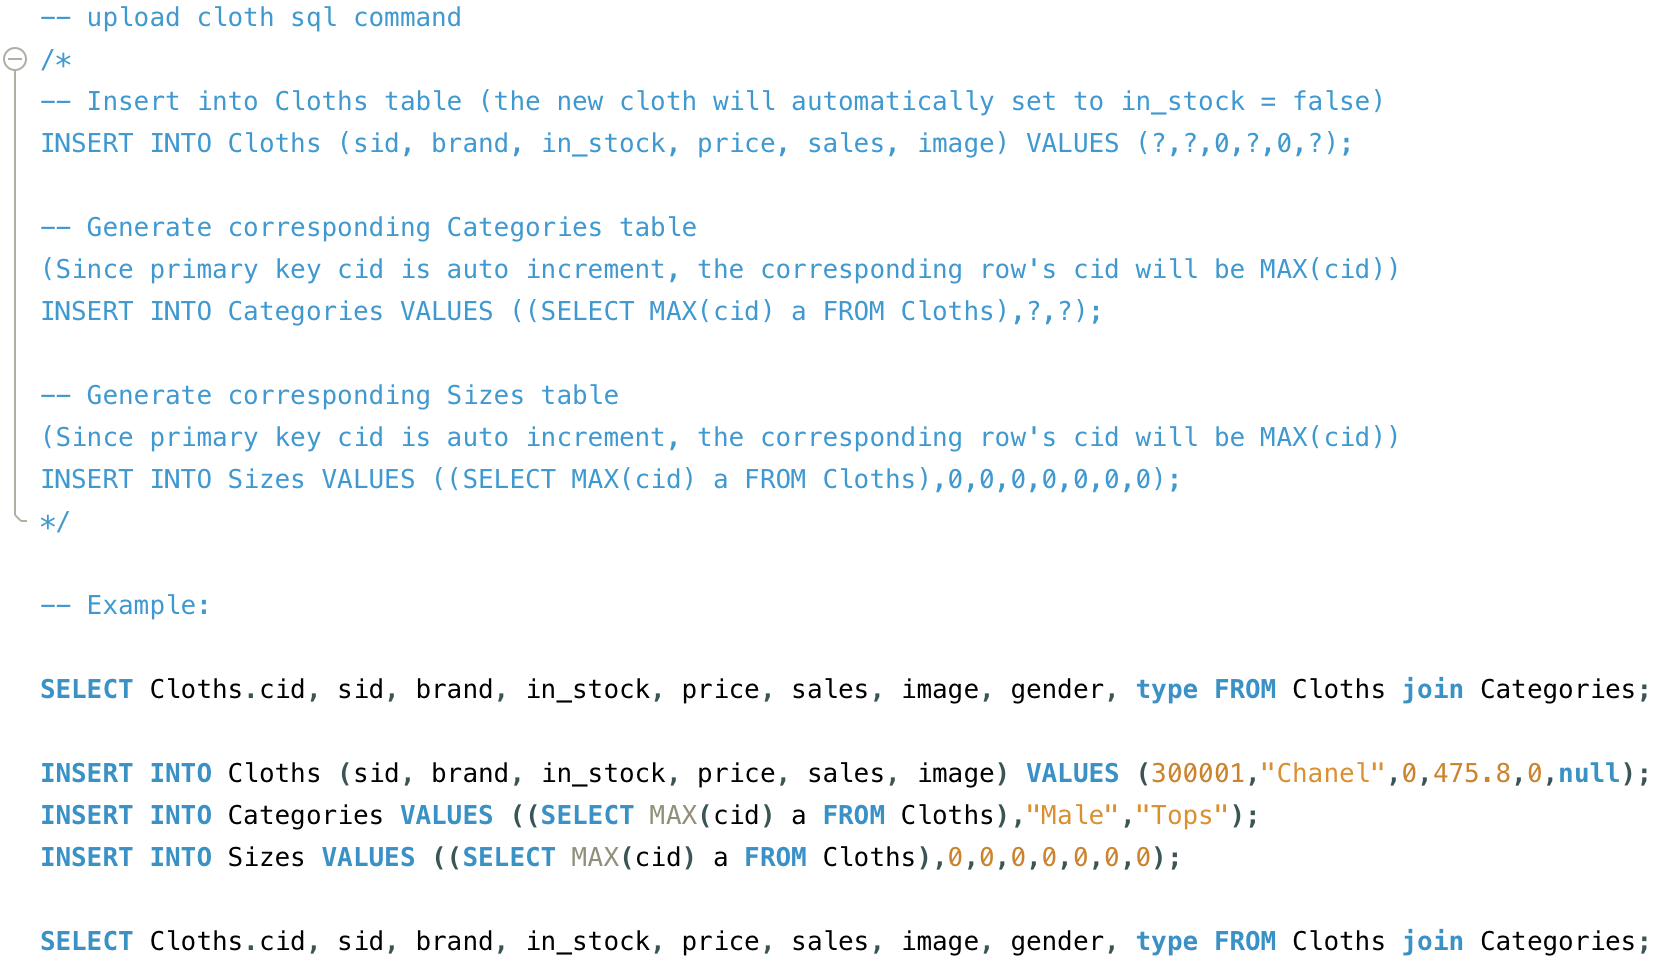 -- upload cloth sql command
/*
-- Insert into Cloths table (the new cloth will automatically set to in_stock = false)
INSERT INTO Cloths (sid, brand, in_stock, price, sales, image) VALUES (?,?,0,?,0,?);
-- Generate corresponding Categories table
(Since primary key cid is auto increment, the corresponding row's cid will be MAX(cid))
INSERT INTO Categories VALUES ((SELECT MAX(cid) a FROM Cloths),?,?);
-- Generate corresponding Sizes table
(Since primary key cid is auto increment, the corresponding row's cid will be MAX(cid))
INSERT INTO Sizes VALUES ((SELECT MAX(cid) a FROM Cloths),0,0,0,0,0,0,0);
*/
-- Example:
SELECT Cloths.cid, sid, brand, in_stock, price, sales, image, gender, type FROM Cloths join Categories;
INSERT INTO Cloths (sid, brand, in_stock, price, sales, image) VALUES (300001,"Chanel",0,475.8,0,null);
INSERT INTO Categories VALUES ((SELECT MAX(cid) a FROM Cloths),"Male","Tops");
INSERT INTO Sizes VALUES ((SELECT MAX(cid) a FROM Cloths),0,0,0,0,0,0,0);
SELECT Cloths.cid, sid, brand, in_stock, price, sales, image, gender, type FROM Cloths join Categories;